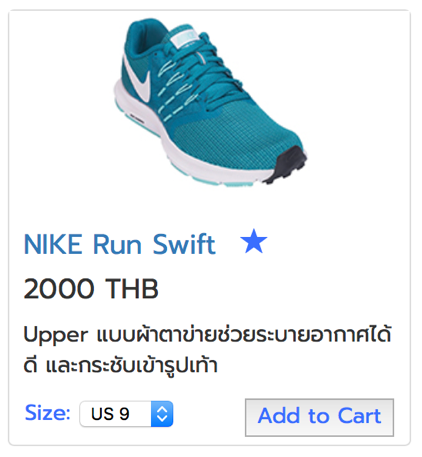 NIKE Run Swift
2000 THB
Upper แบบผ้าตาข่ายช่วยระบายอากาศได้
ดี และกระชับเข้ารูปเท้า
Size: US 9 Add to Cart